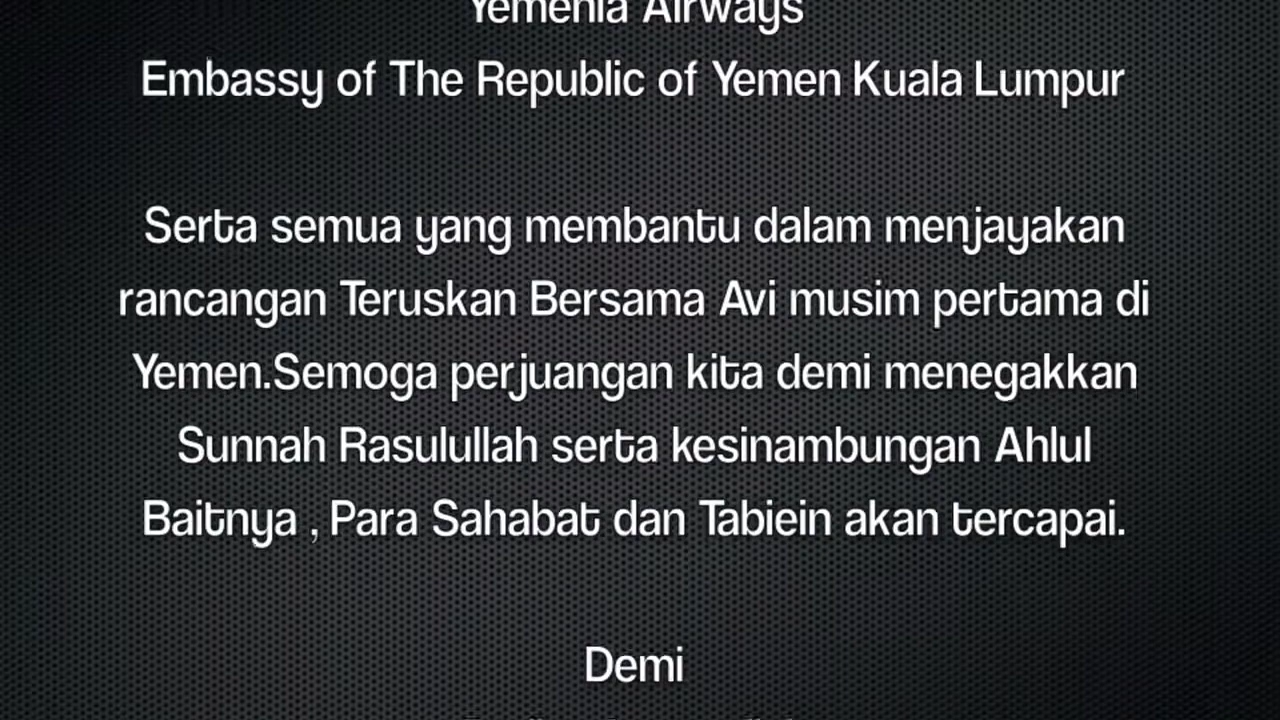 Yemenia Airways
Embassy of The Republic of Yemen Kuala Lumpur
Serta semua yang membantu dalam menjayakan
rancangan Teruskan Bersama Avi musim pertama di
Yemen.Semoga perjuangan kita demi menegakkan
Sunnah Rasulullah serta kesinambungan Ahlul
Baitnya , Para Sahabat dan Tabiein akan tercapai.
Demi